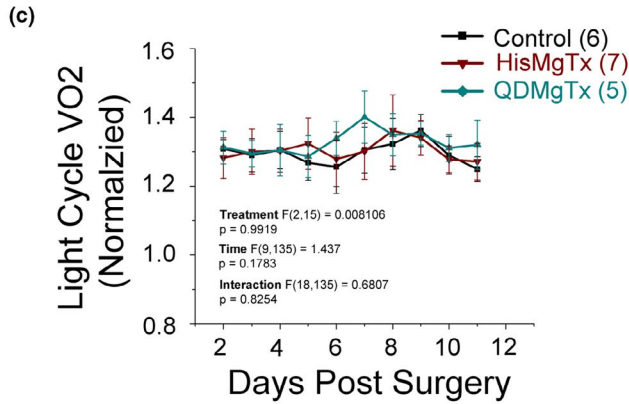 (c)
Control (6)
HisMgTx (7)
QDMgTx (5)
Light Cycle VO2
(Normalzied)
1.6
1.4
1.2
1.0
0.8
Treatment F(2,15) = 0.008106
p = 0.9919
Time F(9,135) = 1.437
p = 0.1783
Interaction F(18,135) = 0.6807
p = 0.8254
2 4 6 8 10 12
Days Post Surgery